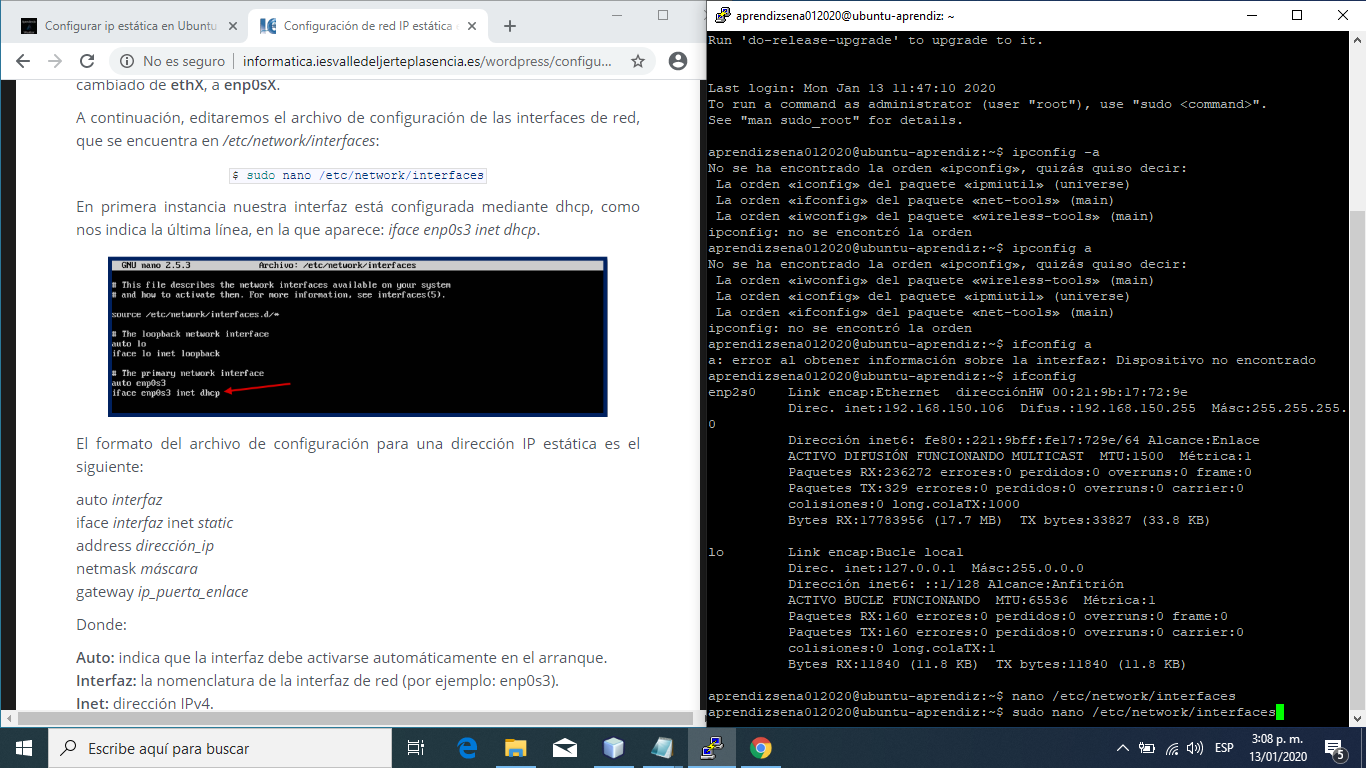 Configurar ip estática en Ubuntu
Configuración de red IP estática e
No es seguro
informatica.iesvalledeljerteplasencia.es/wordpress/configu...
cambiado de ethX, a enp0sX.
A continuación, editaremos el archivo de configuración de las interfaces de red,
que se encuentra en /etc/network/interfaces:
$ sudo nano /etc/network/interfaces
En primera instancia nuestra interfaz está configurada mediante dhcp, como
nos indica la última línea, en la que aparece: iface enp0s3 inet dhcp.
GNU nano 2.5.3 Archivo: /etc/network/interfaces
# This file describes the network interfaces available on your system
# and how to activate them. For more information, see interfaces(5).
source /etc/network/interfaces.d/*
# The loopback network interface
auto lo
iface lo inet loopback
# The primary network interface
auto enp0s3
iface enp0s3 inet dhcp
El formato del archivo de configuración para una dirección IP estática es el
siguiente:
auto interfaz
iface interfaz inet static
address dirección_ip
netmask máscara
gateway ip_puerta_enlace
Donde:
Auto: indica que la interfaz debe activarse automáticamente en el arranque.
Interfaz: la nomenclatura de la interfaz de red (por ejemplo: enp0s3).
Inet: dirección IPv4.
aprendizsena012020@ubuntu-aprendiz: ~
Run 'do-release-upgrade' to upgrade to it.
Last login: Mon Jan 13 11:47:10 2020
To run a command as administrator (user "root"), use "sudo <command>".
See "man sudo_root" for details.
aprendizsena012020@ubuntu-aprendiz:~$ ipconfig -a
No se ha encontrado la orden «ipconfig», quizás quiso decir:
La orden «iconfig» del paquete «ipmiutil» (universe)
La orden «ifconfig» del paquete «net-tools» (main)
La orden «iwconfig» del paquete «wireless-tools» (main)
ipconfig: no se encontró la orden
aprendizsena012020@ubuntu-aprendiz:~$ ipconfig a
No se ha encontrado la orden «ipconfig», quizás quiso decir:
La orden «iwconfig» del paquete «wireless-tools» (main)
La orden «iconfig» del paquete «ipmiutil» (universe)
La orden «ifconfig» del paquete «net-tools» (main)
ipconfig: no se encontró la orden
aprendizsena012020@ubuntu-aprendiz:~$ ifconfig a
a: error al obtener información sobre la interfaz: Dispositivo no encontrado
aprendizsena012020@ubuntu-aprendiz:~$ ifconfig
enp2s0 Link encap:Ethernet direcciónHW 00:21:9b:17:72:9e
Direc. inet:192.168.150.106 Difus.:192.168.150.255 Másc:255.255.255.
0
Dirección inet6: fe80::221:9bff:fe17:729e/64 Alcance:Enlace
ACTIVO DIFUSIÓN FUNCIONANDO MULTICAST MTU:1500 Métrica:1
Paquetes RX:236272 errores:0 perdidos:0 overruns:0 frame:0
Paquetes TX:329 errores:0 perdidos:0 overruns:0 carrier:0
colisiones:0 long.colaTX:1000
Bytes RX:17783956 (17.7 MB) TX bytes:33827 (33.8 KB)
lo Link encap:Bucle local
Direc. inet:127.0.0.1 Másc:255.0.0.0
Dirección inet6: ::1/128 Alcance:Anfitrión
ACTIVO BUCLE FUNCIONANDO MTU:65536 Métrica:1
Paquetes RX:160 errores:0 perdidos:0 overruns:0 frame:0
Paquetes TX:160 errores:0 perdidos:0 overruns:0 carrier:0
colisiones:0 long.colaTX:1
Bytes RX:11840 (11.8 KB) TX bytes:11840 (11.8 KB)
aprendizsena012020@ubuntu-aprendiz:~$ nano /etc/network/interfaces
aprendizsena012020@ubuntu-aprendiz:~$ sudo nano /etc/network/interfaces
Escribe aquí para buscar
ESP
3:08 p. m.
13/01/2020
5